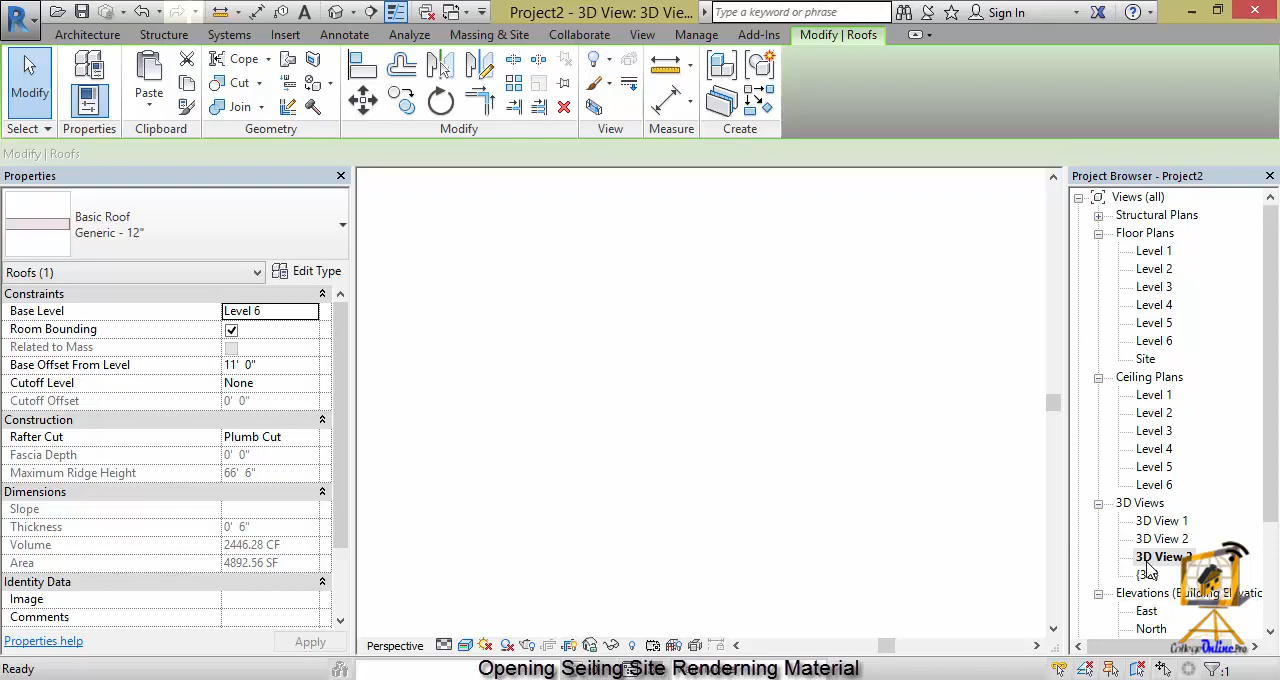 Project2 - 3D View: 3D Vie...
Type a keyword or phrase
Sign In
Architecture
Structure
Systems
Insert
Annotate
Analyze
Massing & Site
Collaborate
View
Manage
Add-Ins
Modify | Roofs
Modify
Paste
Cope
Cut
Join
Select
Properties
Clipboard
Geometry
Modify
View
Measure
Create
Modify | Roofs
Properties
Basic Roof
Generic - 12"
Roofs (1)
Edit Type
Constraints
Base Level Level 6
Room Bounding
Related to Mass
Base Offset From Level 11' 0"
Cutoff Level None
Cutoff Offset 0' 0"
Construction
Rafter Cut Plumb Cut
Fascia Depth 0' 0"
Maximum Ridge Height 66' 6"
Dimensions
Slope
Thickness 0' 6"
Volume 2446.28 CF
Area 4892.56 SF
Identity Data
Image
Comments
Properties help
Apply
Ready
Perspective
Project Browser - Project2
Views (all)
Structural Plans
Floor Plans
Level 1
Level 2
Level 3
Level 4
Level 5
Level 6
Site
Ceiling Plans
Level 1
Level 2
Level 3
Level 4
Level 5
Level 6
3D Views
3D View 1
3D View 2
3D View
Elevations (Building
East
North
CollegeOnline.Pro
:1
Opening Seiling Site Rendernning Material